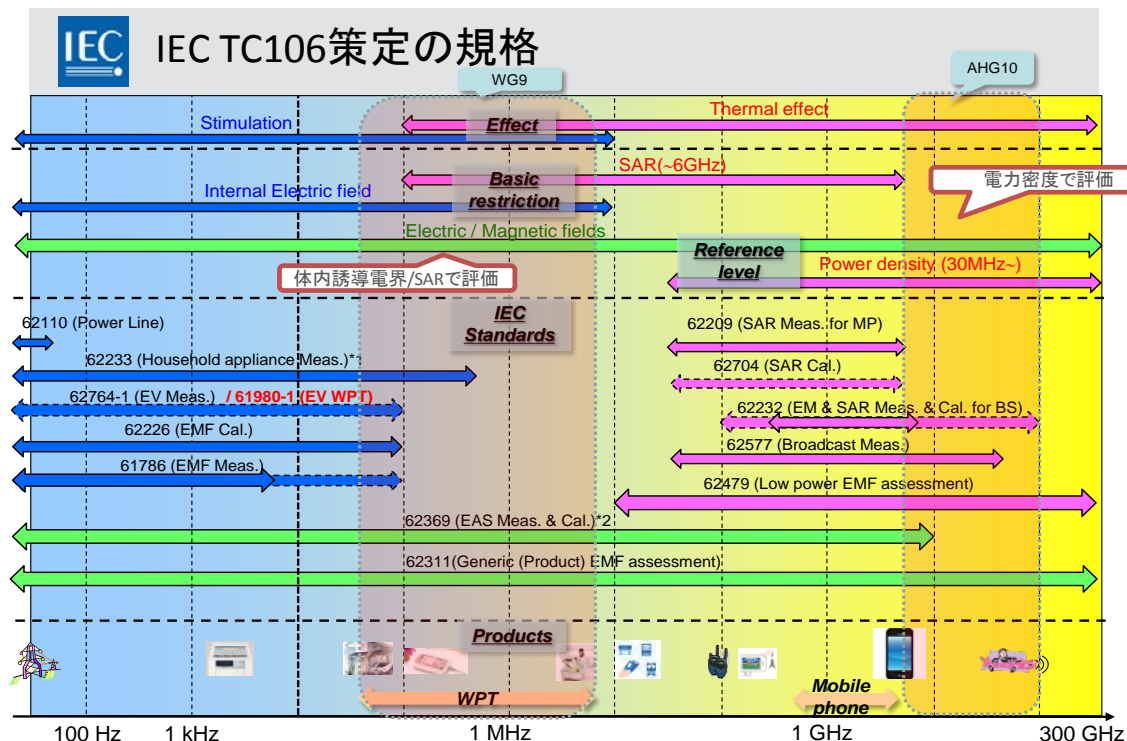 IEC
IEC TC106策定の規格
WG9
AHG10
Thermal effect
Stimulation
Effect
SAR(~6GHz)
Basic
restriction
電力密度で評価
Internal Electric field
Electric / Magnetic fields
Reference
level
Power density (30MHz~)
体内誘導電界/SARで評価
IEC
Standards
62110 (Power Line)
62209 (SAR Meas. for MP)
62233 (Household appliance Meas.)*1
62704 (SAR Cal.)
62764-1 (EV Meas.) / 61980-1 (EV WPT)
62232 (EM & SAR Meas. & Cal. for BS)
62226 (EMF Cal.)
62577 (Broadcast Meas.)
61786 (EMF Meas.)
62479 (Low power EMF assessment)
62369 (EAS Meas. & Cal.)*2
62311(Generic (Product) EMF assessment)
Products
WPT
Mobile
phone
100 Hz
1 kHz
1 MHz
1 GHz
300 GHz